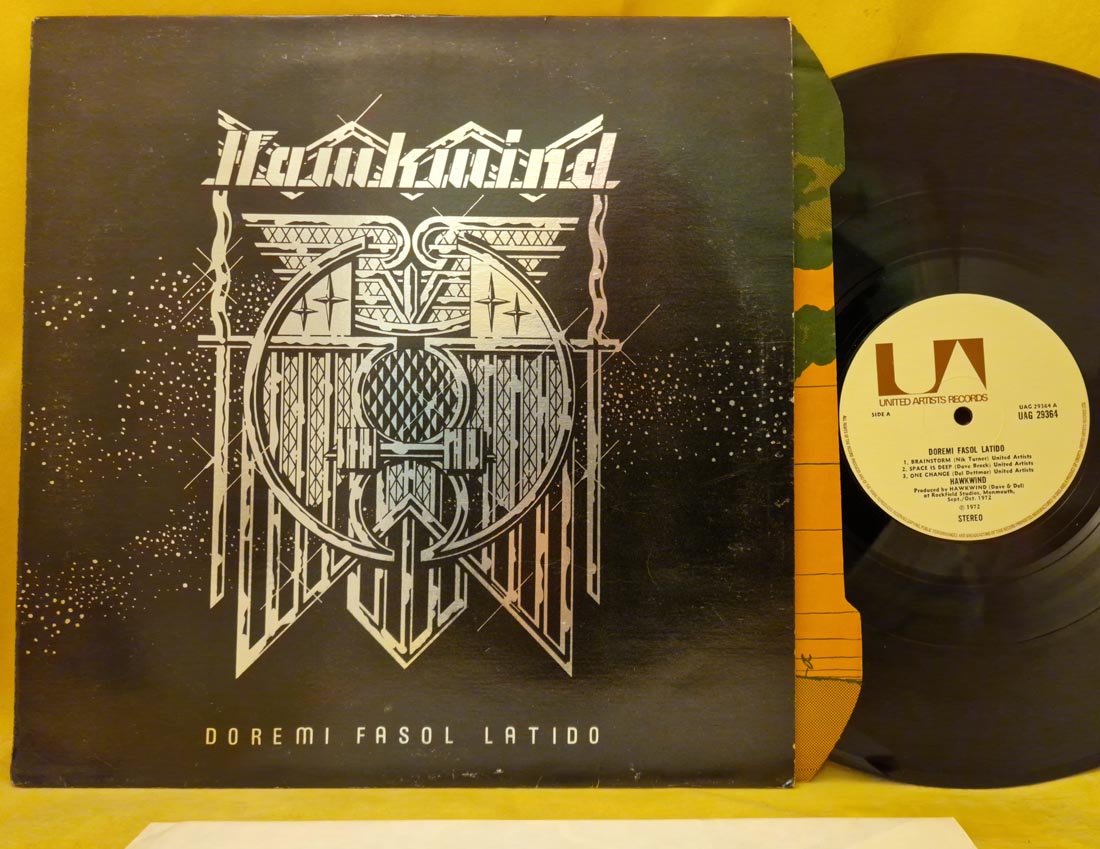 Hawkwind
DOREMI FASOL LATIDO
UA
UNITED ARTISTS RECORDS
SIDE A
UAG 29364 A
UAG 29364
DOREMI FASOL LATIDO
1. BRAINSTORM (Nik Turner) United Artists
2. SPACE IS DEEP (Dave Brock) United Artists
3. ONE CHANGE (Del Dettmar) United Artists
HAWKWIND
Produced by HAWKWIND (Dave & Del)
at Rockfield Studios, Monmouth,
Sept./Oct. 1972
℗ 1972
STEREO